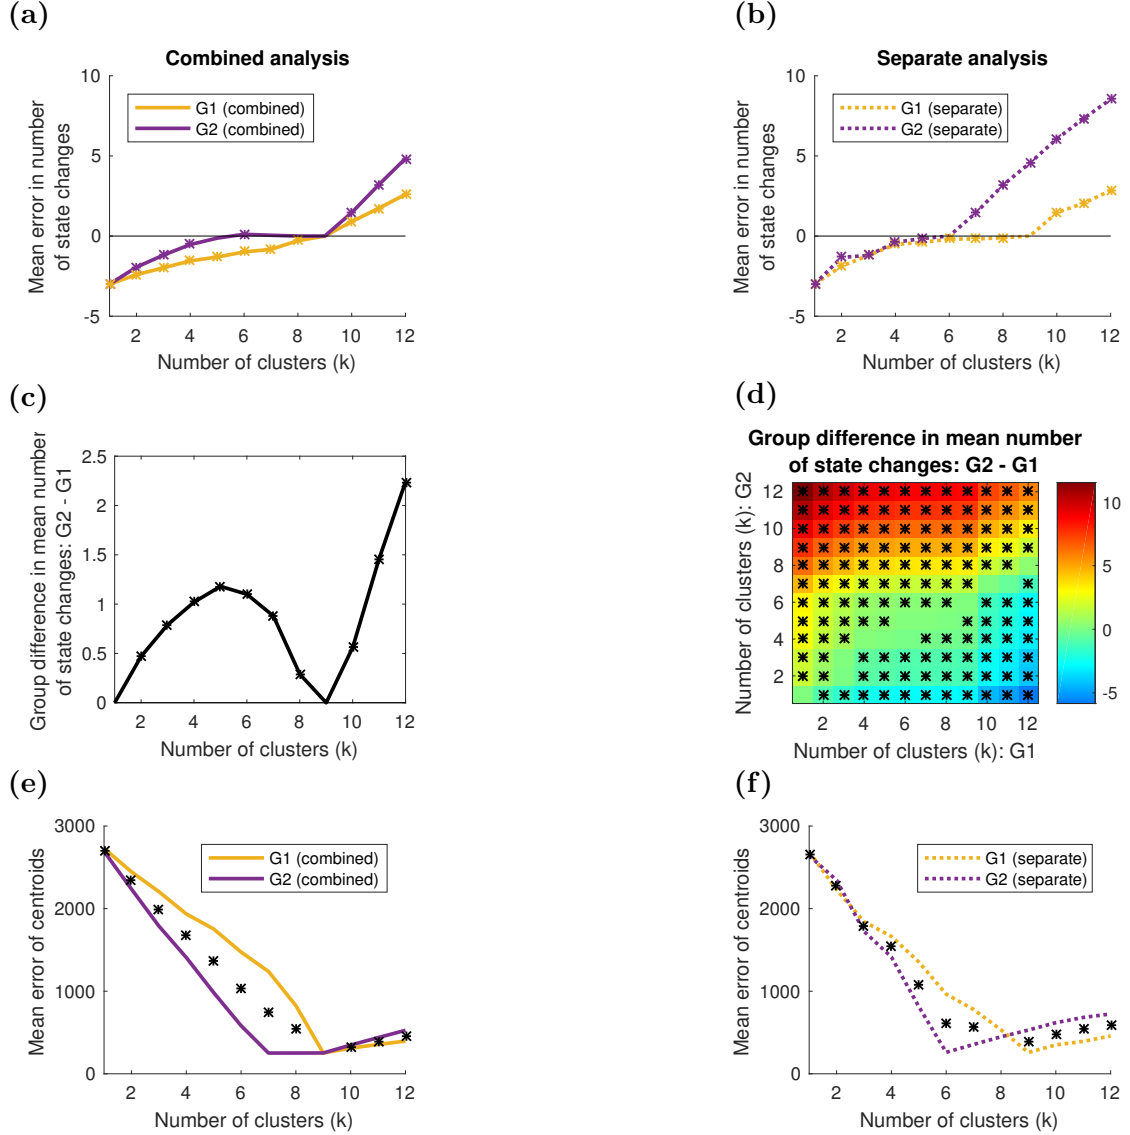 (a)
Combined analysis
10
5
0
-5
2 4 6 8 10 12
Mean error in number
of state changes
Number of clusters (k)
G1 (combined)
G2 (combined)
(b)
Separate analysis
10
5
0
-5
2 4 6 8 10 12
Mean error in number
of state changes
Number of clusters (k)
G1 (separate)
G2 (separate)
(c)
Group difference in mean number
of state changes: G2 - G1
2.5
2
1.5
1
0.5
0
2 4 6 8 10 12
Number of clusters (k)
(d)
Group difference in mean number
of state changes: G2 - G1
Number of clusters (k): G2
12
10
8
6
4
2
2 4 6 8 10 12
Number of clusters (k): G1
10
5
0
-5
(e)
Mean error of centroids
3000
2000
1000
0
2 4 6 8 10 12
Number of clusters (k)
G1 (combined)
G2 (combined)
(f)
Mean error of centroids
3000
2000
1000
0
2 4 6 8 10 12
Number of clusters (k)
G1 (separate)
G2 (separate)